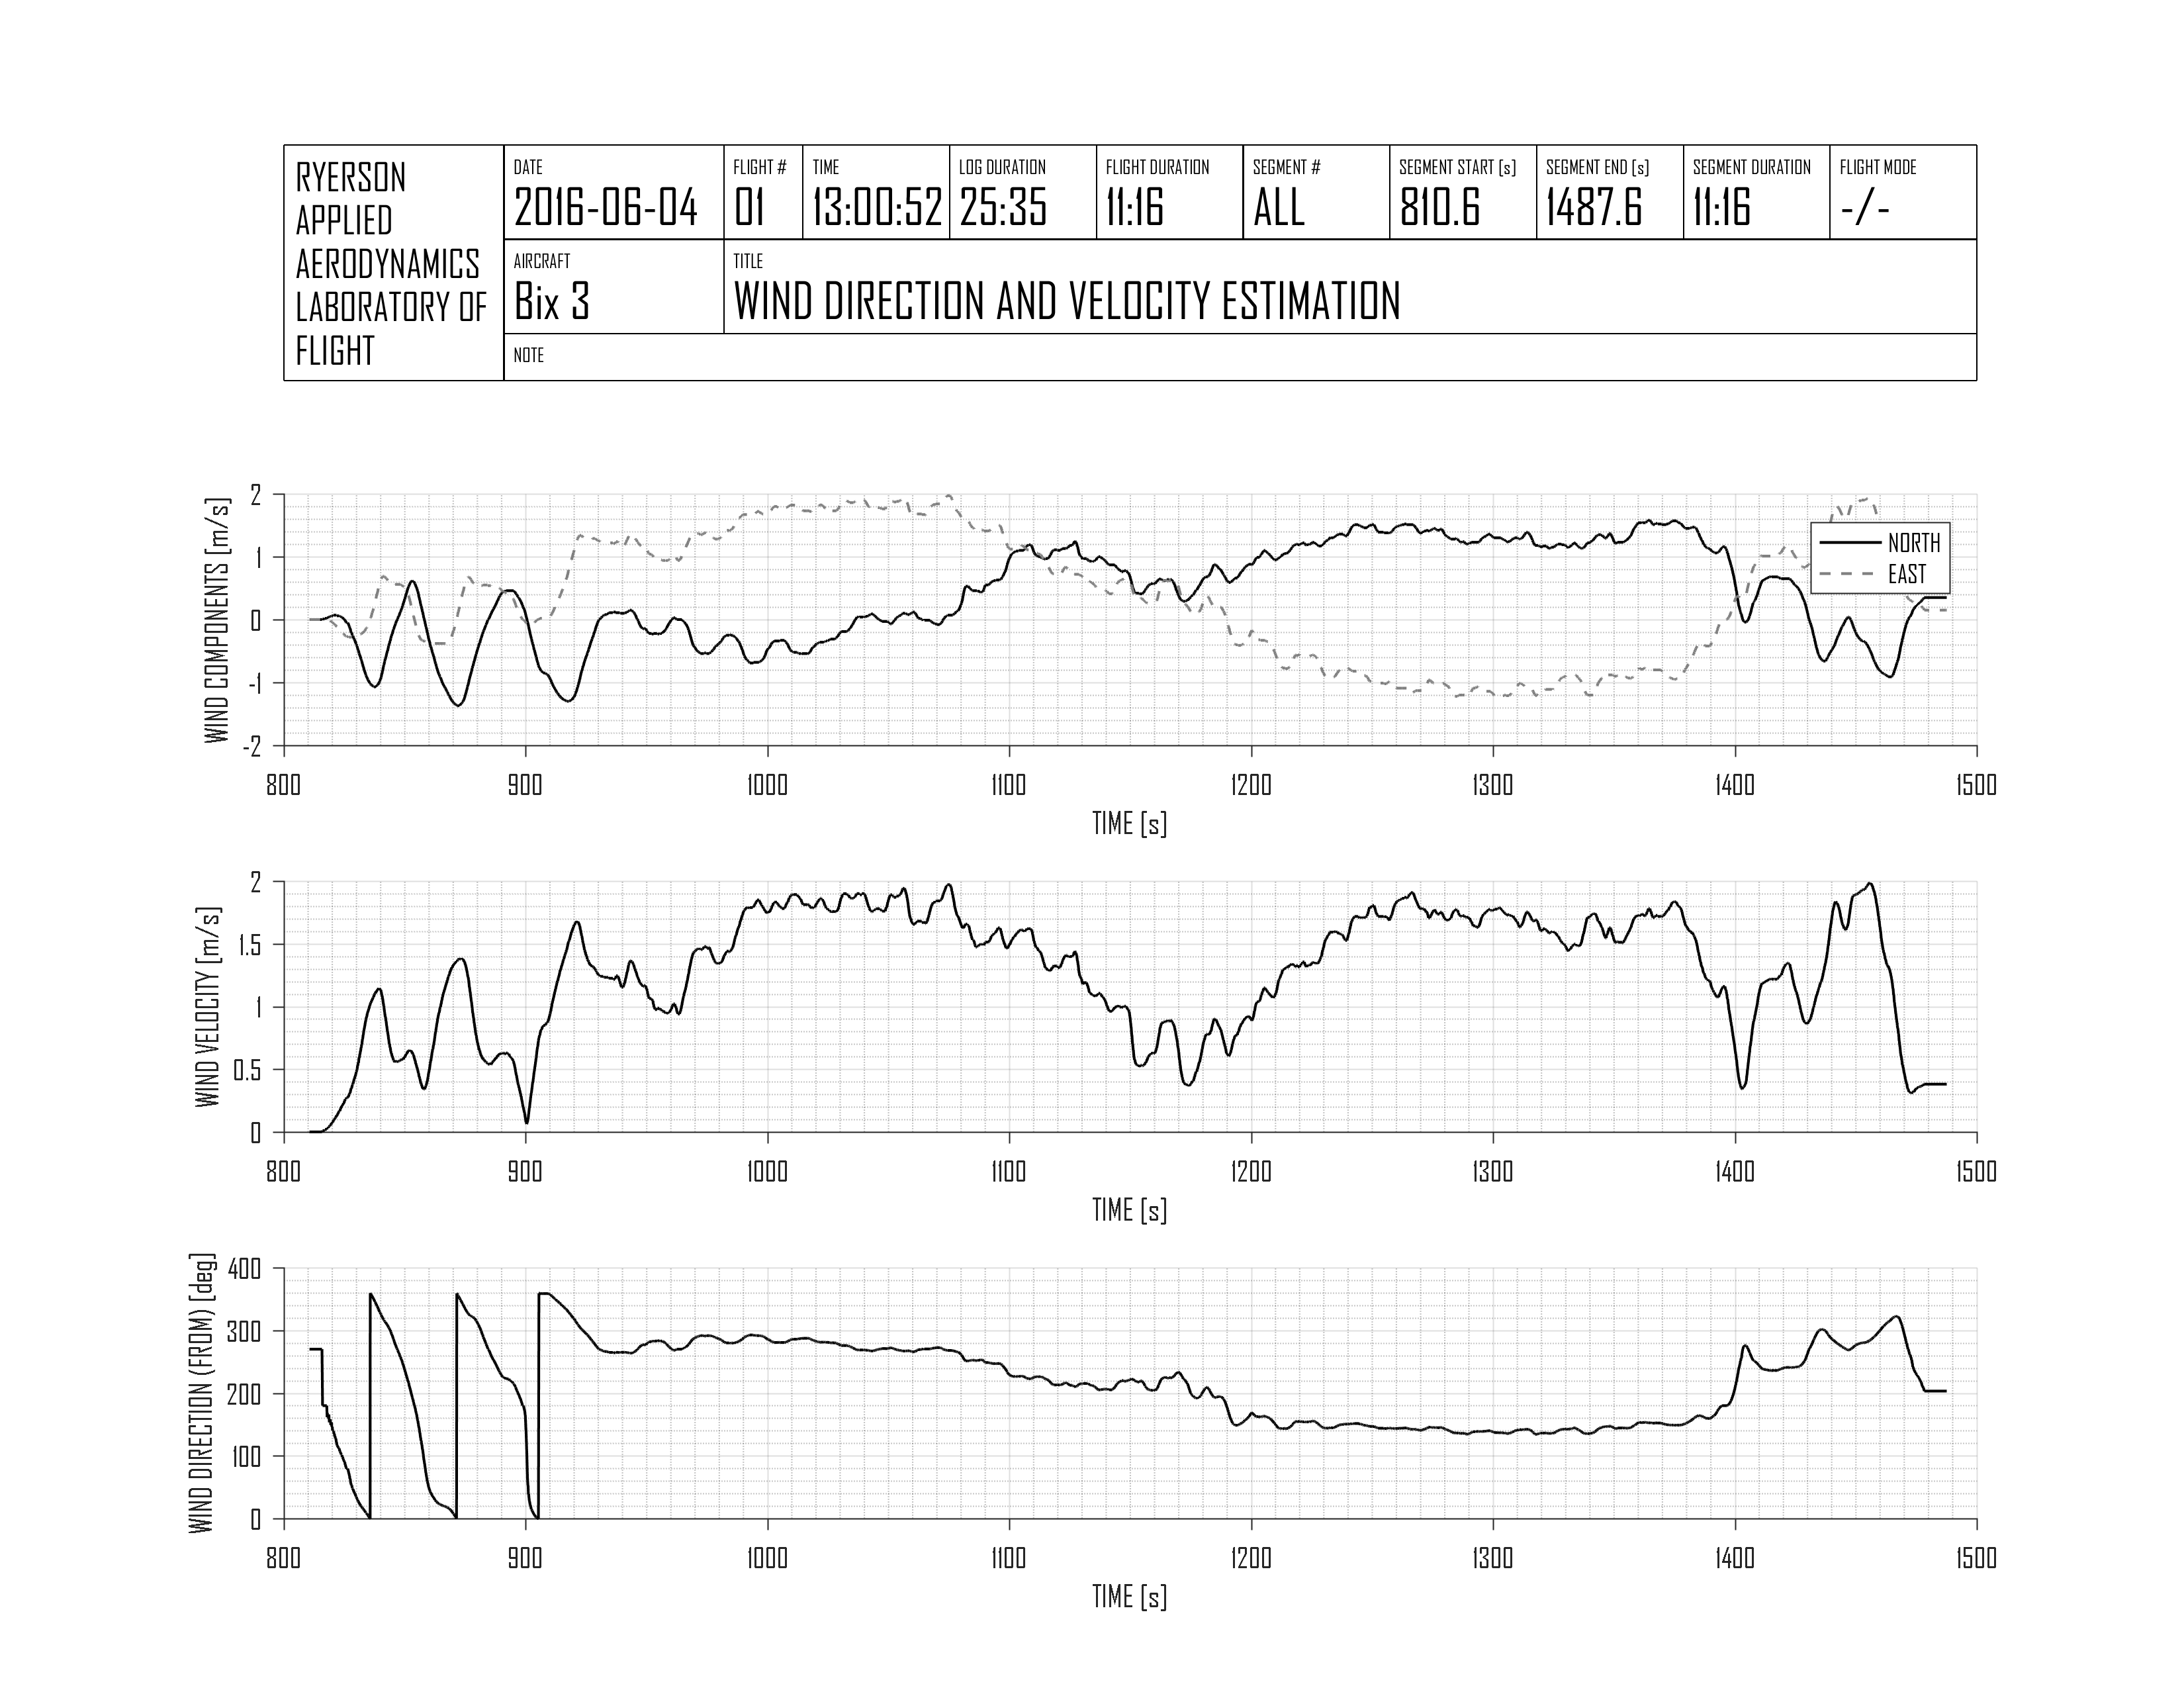 RYERSON
APPLIED
AERODYNAMICS
LABORATORY OF
FLIGHT
DATE
2016-06-04
FLIGHT #
01
TIME
13:00:52
LOG DURATION
25:35
FLIGHT DURATION
11:16
SEGMENT #
ALL
SEGMENT START [s]
810.6
SEGMENT END [s]
1487.6
SEGMENT DURATION
11:16
FLIGHT MODE
-/-
AIRCRAFT
Bix 3
TITLE
WIND DIRECTION AND VELOCITY ESTIMATION
NOTE
WIND COMPONENTS [m/s]
2
1
0
-1
-2
NORTH
EAST
800 900 1000 1100 1200 1300 1400 1500
TIME [s]
WIND VELOCITY [m/s]
2
1.5
1
0.5
0
800 900 1000 1100 1200 1300 1400 1500
TIME [s]
WIND DIRECTION (FROM) [deg]
400
300
200
100
0
800 900 1000 1100 1200 1300 1400 1500
TIME [s]